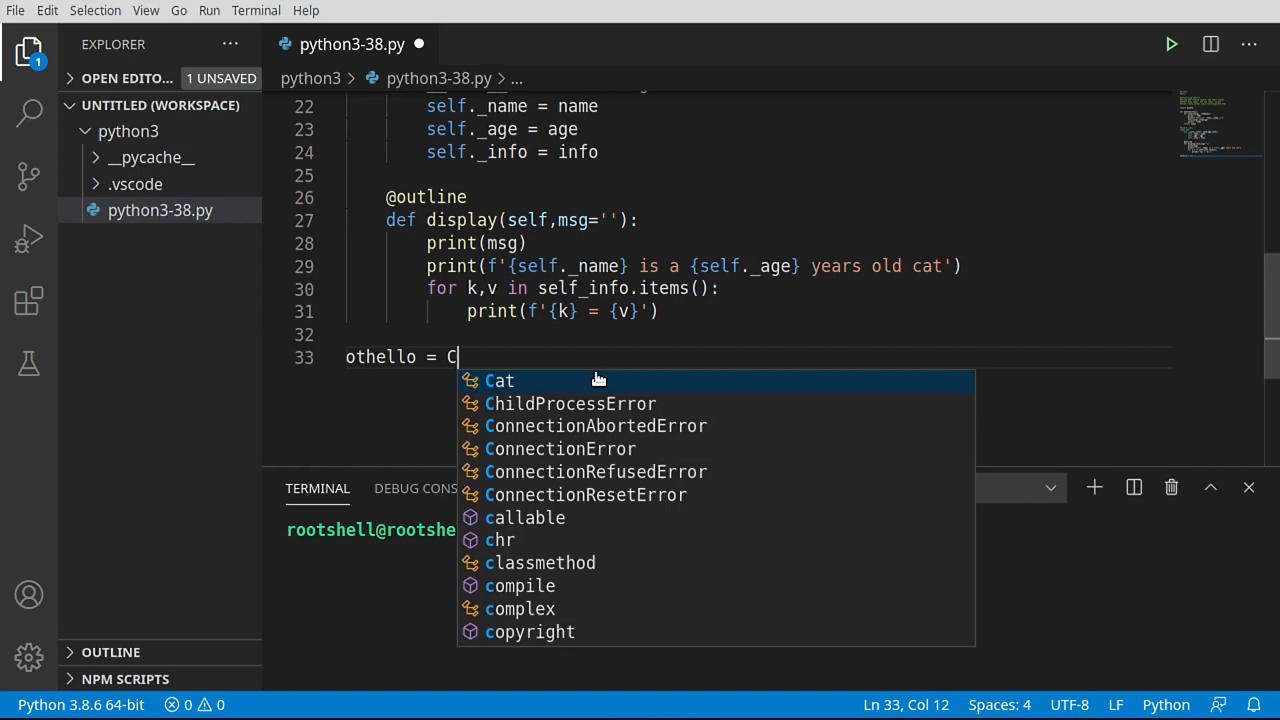 File Edit Selection View Go Run Terminal Help
EXPLORER ···
python3-38.py
1
OPEN EDITO... 1 UNSAVED
python3 > python3-38.py > ...
UNTITLED (WORKSPACE)
python3
__pycache__
.vscode
python3-38.py
22 self._name = name
23 self._age = age
24 self._info = info
25
26 @outline
27 def display(self,msg=''):
28 print(msg)
29 print(f'{self._name} is a {self._age} years old cat')
30 for k,v in self_info.items():
31 print(f'{k} = {v}')
32
33 othello = C
Cat
ChildProcessError
ConnectionAbortedError
ConnectionError
ConnectionRefusedError
ConnectionResetError
callable
chr
classmethod
compile
complex
copyright
TERMINAL DEBUG CONS
rootshell@rootshe
OUTLINE
NPM SCRIPTS
Python 3.8.6 64-bit 0 0 Ln 33, Col 12 Spaces: 4 UTF-8 LF Python